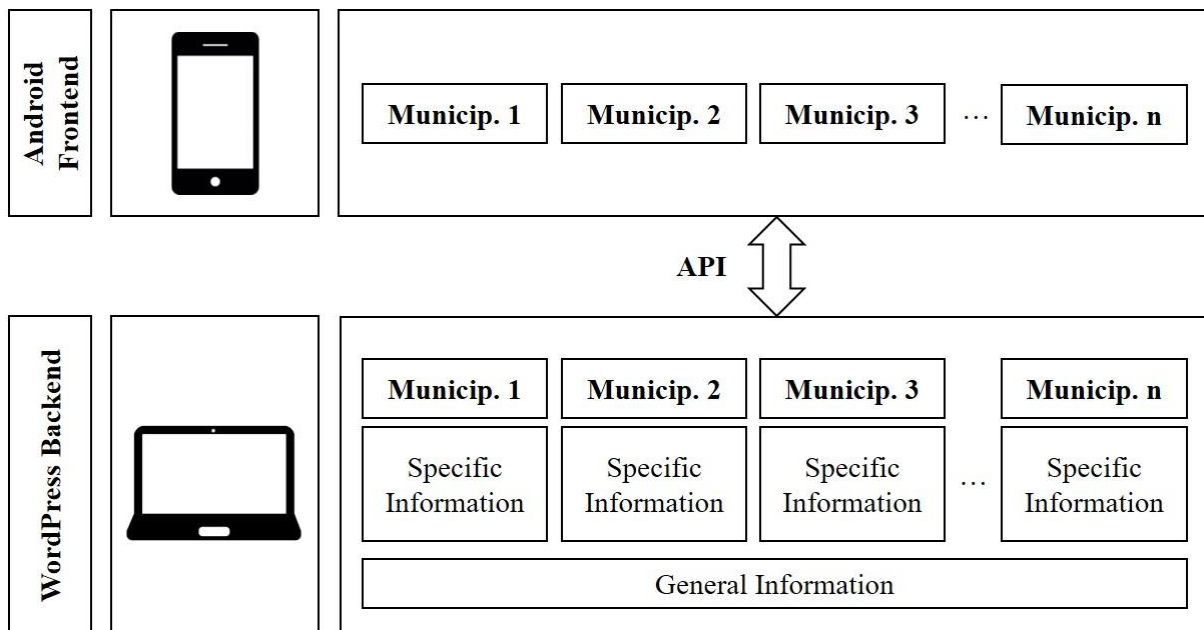 Android
Frontend
Municip. 1
Municip. 2
Municip. 3
…
Municip. n
API
WordPress Backend
Municip. 1
Municip. 2
Municip. 3
Municip. n
Specific
Information
Specific
Information
Specific
Information
…
Specific
Information
General Information